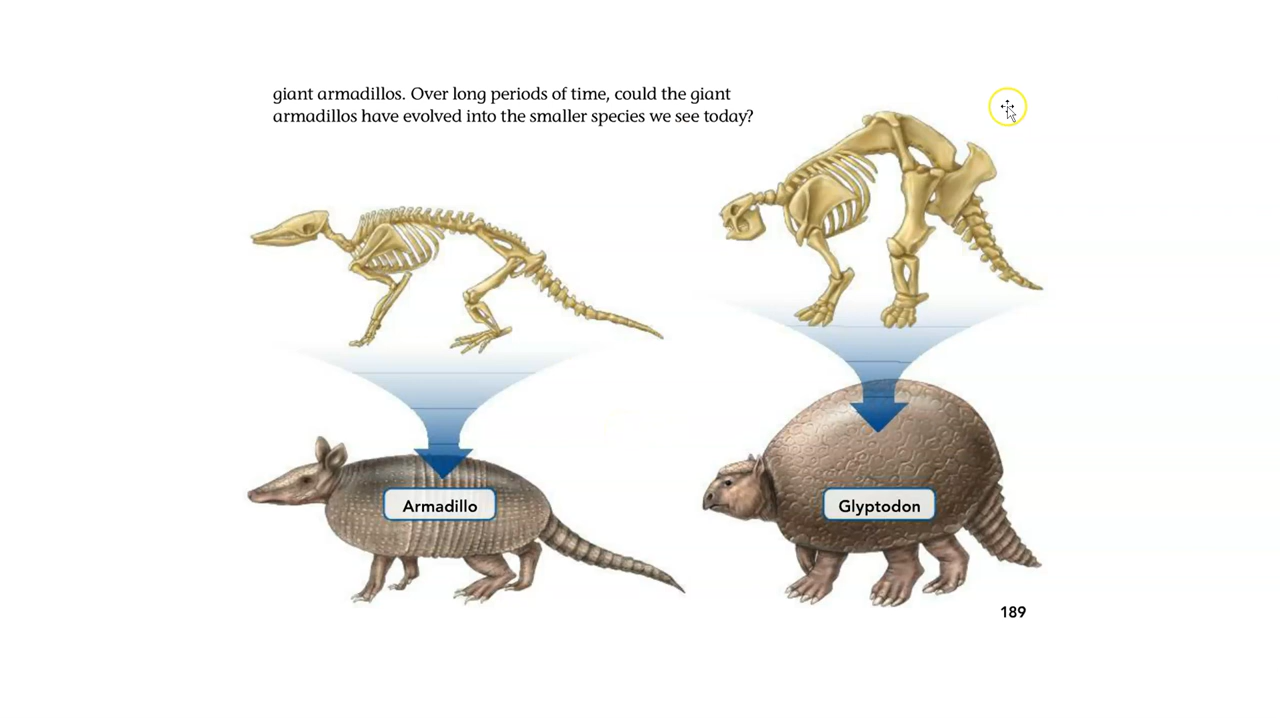 giant armadillos. Over long periods of time, could the giant
armadillos have evolved into the smaller species we see today?
Armadillo
Glyptodon
189